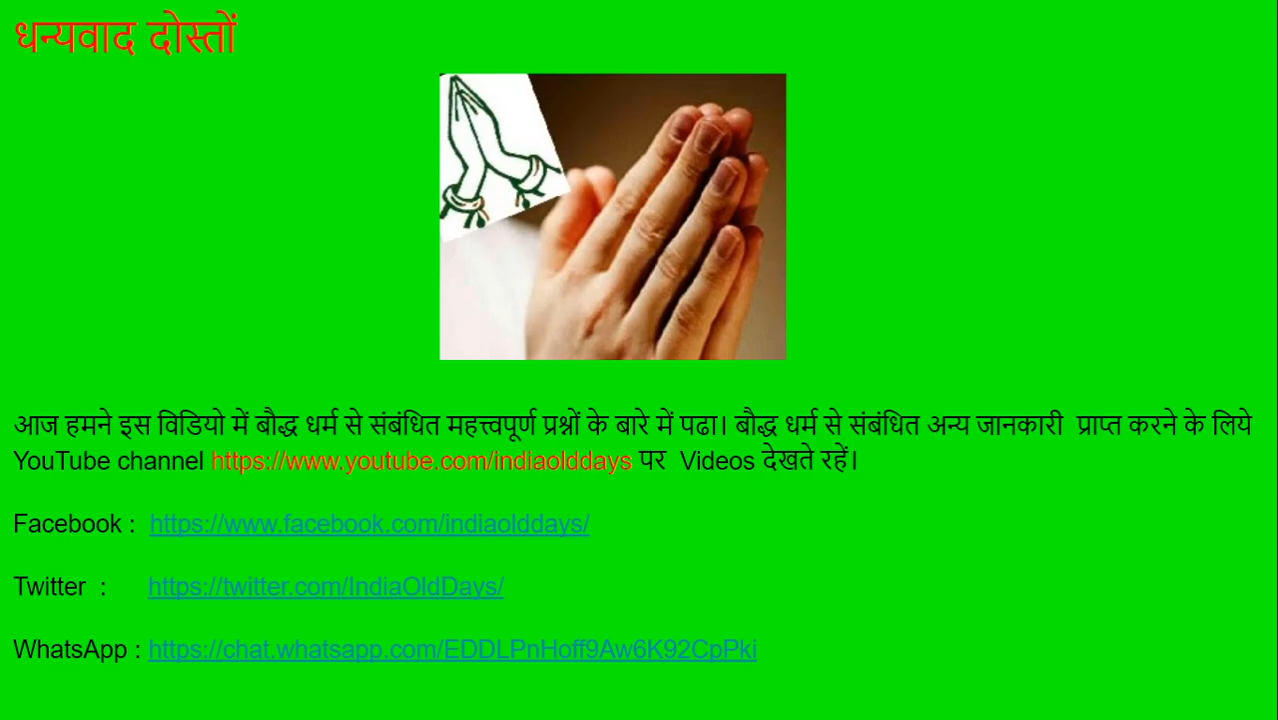 धन्यवाद दोस्तों
आज हमने इस विडियो में बौद्ध धर्म से संबंधित महत्त्वपूर्ण प्रश्नों के बारे में पढा। बौद्ध धर्म से संबंधित अन्य जानकारी प्राप्त करने के लिये
YouTube channel https://www.youtube.com/indiaolddays पर Videos देखते रहें।
Facebook : https://www.facebook.com/indiaolddays/
Twitter : https://twitter.com/IndiaOldDays/
WhatsApp : https://chat.whatsapp.com/EDDLPnHoff9Aw6K92CpPki